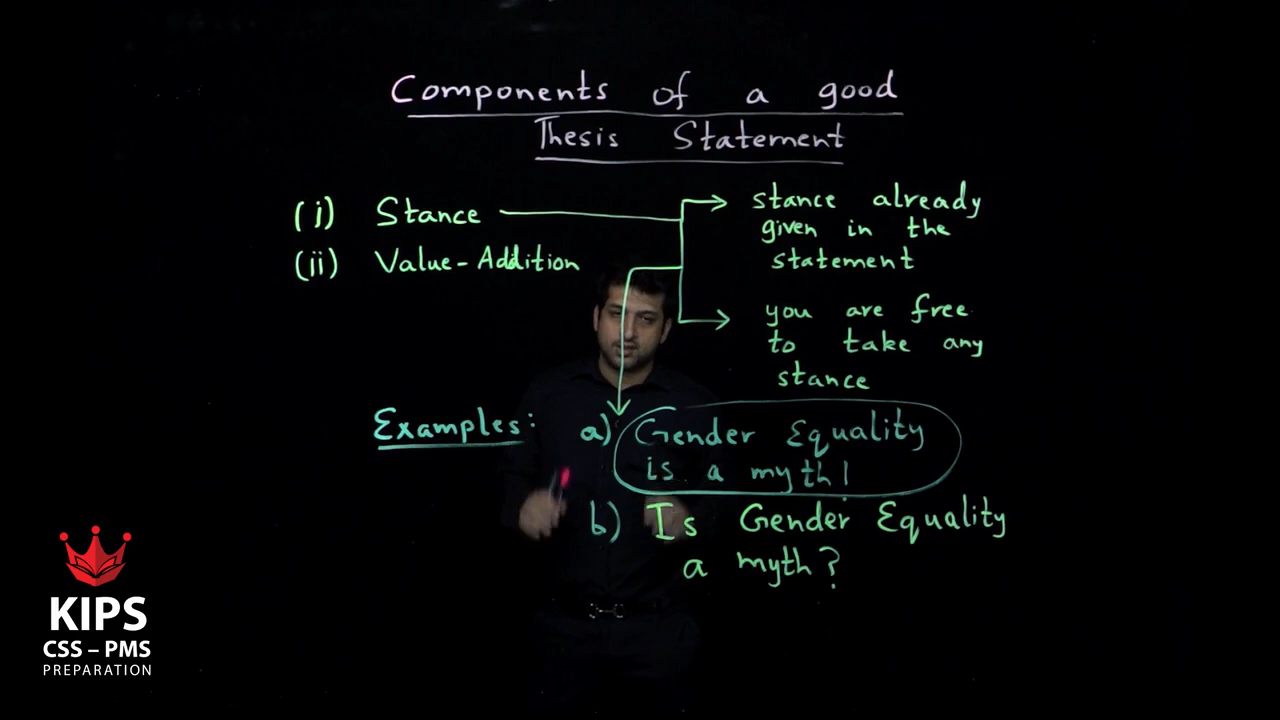 Components of a good
Thesis Statement
(i) Stance
(ii) Value-Addition
stance already
given in the
statement
you are free
to take any
stance
Examples:
a) Gender Equality
is a myth!
b) Is Gender Equality
a myth?
KIPS
CSS – PMS
PREPARATION